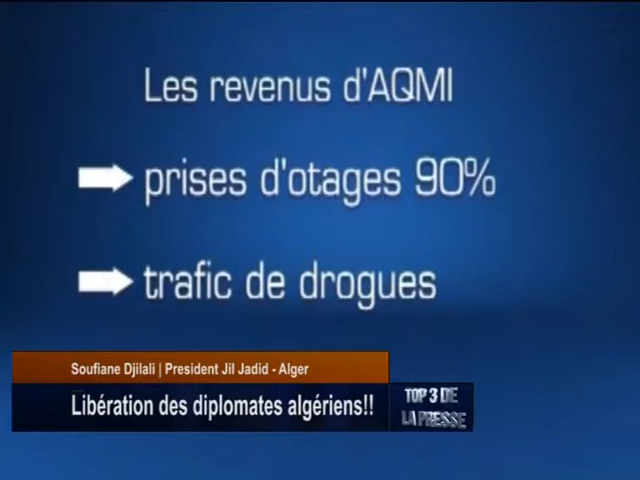 Les revenus d'AQMI
prises d'otages 90%
trafic de drogues
Soufiane Djilali | President Jil Jadid - Alger
Libération des diplomates algériens!!
TOP 3 DE
LA PRESSE